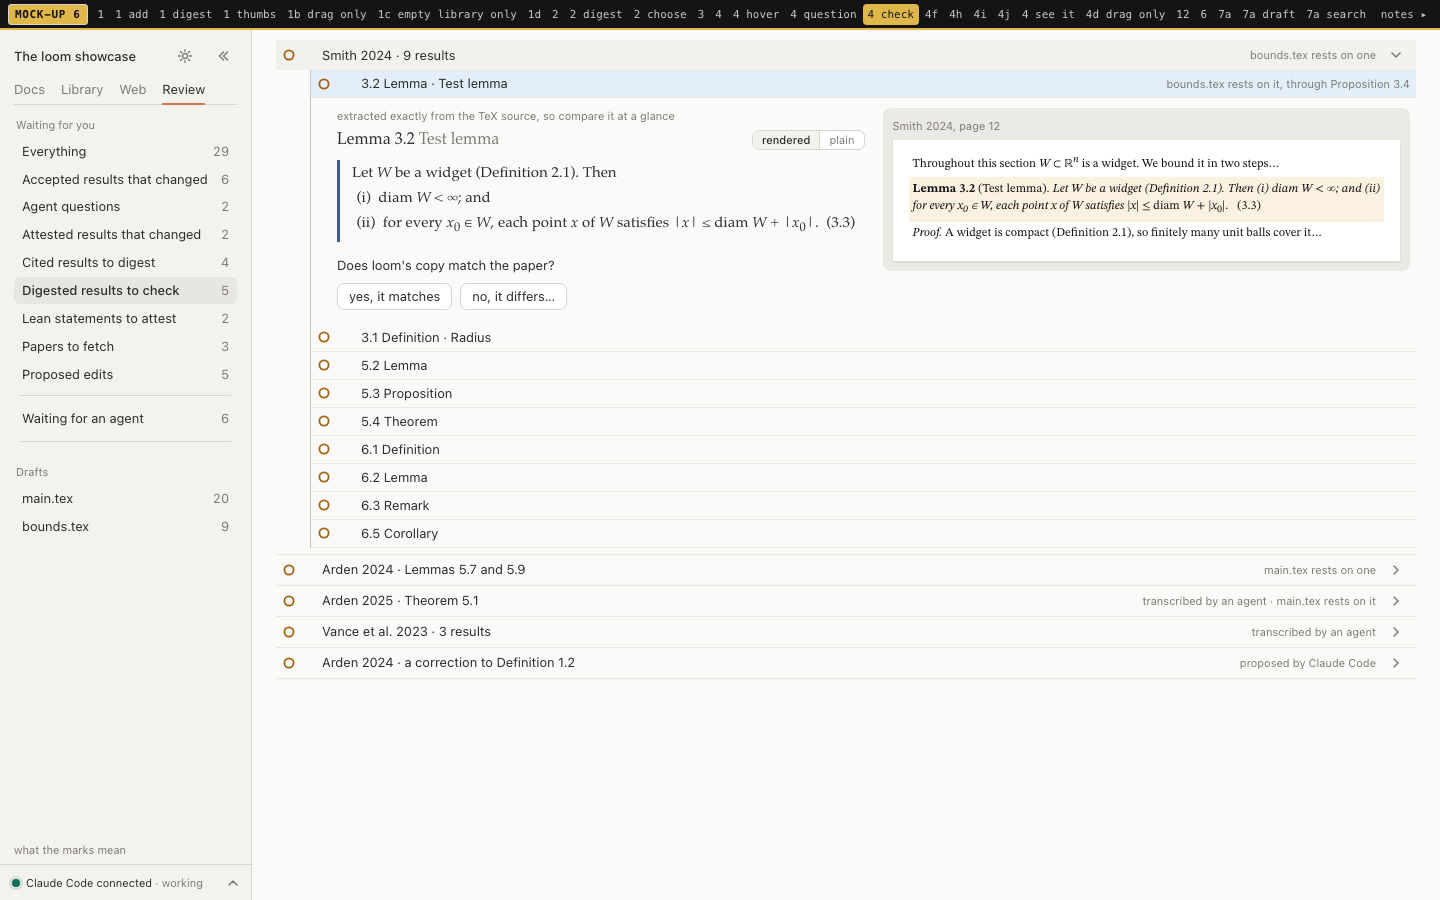 MOCK-UP 6 1 1 add 1 digest 1 thumbs 1b drag only 1c empty library only 1d 2 2 digest 2 choose 3 4 4 hover 4 question 4 check 4f 4h 4i 4j 4 see it 4d drag only 12 6 7a 7a draft 7a search notes ▸
The loom showcase
Docs Library Web Review
Waiting for you
Everything 29
Accepted results that changed 6
Agent questions 2
Attested results that changed 2
Cited results to digest 4
Digested results to check 5
Lean statements to attest 2
Papers to fetch 3
Proposed edits 5
Waiting for an agent 6
Drafts
main.tex 20
bounds.tex 9
what the marks mean
Claude Code connected · working
Smith 2024 · 9 results bounds.tex rests on one
3.2 Lemma · Test lemma bounds.tex rests on it, through Proposition 3.4
extracted exactly from the TeX source, so compare it at a glance
Lemma 3.2 Test lemma rendered plain
Let W be a widget (Definition 2.1). Then
(i) diam W < ∞; and
(ii) for every x₀ ∈ W, each point x of W satisfies |x| ≤ diam W + |x₀|. (3.3)
Does loom's copy match the paper?
yes, it matches no, it differs…
Smith 2024, page 12
Throughout this section W ⊂ ℝⁿ is a widget. We bound it in two steps…
Lemma 3.2 (Test lemma). Let W be a widget (Definition 2.1). Then (i) diam W < ∞; and (ii)
for every x₀ ∈ W, each point x of W satisfies |x| ≤ diam W + |x₀|. (3.3)
Proof. A widget is compact (Definition 2.1), so finitely many unit balls cover it…
3.1 Definition · Radius
5.2 Lemma
5.3 Proposition
5.4 Theorem
6.1 Definition
6.2 Lemma
6.3 Remark
6.5 Corollary
Arden 2024 · Lemmas 5.7 and 5.9 main.tex rests on one
Arden 2025 · Theorem 5.1 transcribed by an agent · main.tex rests on it
Vance et al. 2023 · 3 results transcribed by an agent
Arden 2024 · a correction to Definition 1.2 proposed by Claude Code